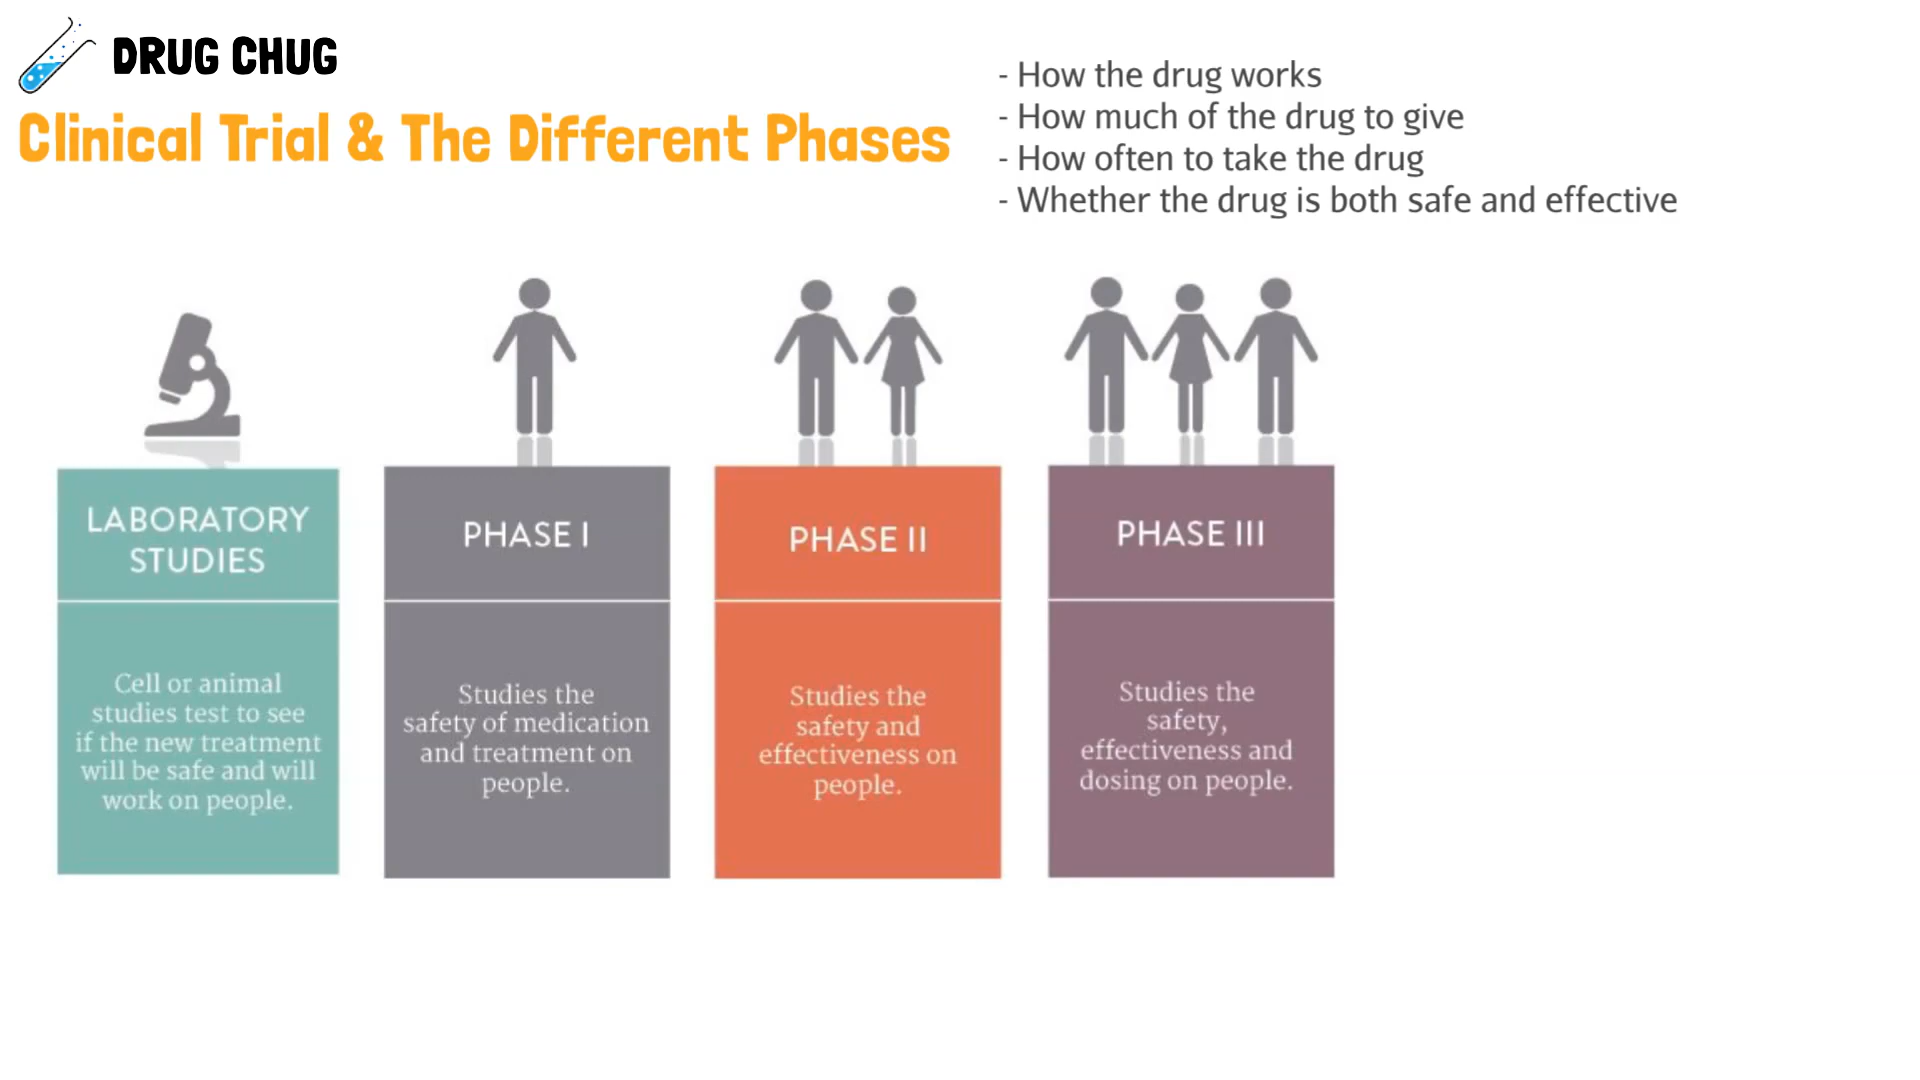 DRUG CHUG
Clinical Trial & The Different Phases
- How the drug works
- How much of the drug to give
- How often to take the drug
- Whether the drug is both safe and effective
LABORATORY
STUDIES
Cell or animal
studies test to see
if the new treatment
will be safe and will
work on people.
PHASE I
Studies the
safety of medication
and treatment on
people.
PHASE II
Studies the
safety and
effectiveness on
people.
PHASE III
Studies the
safety,
effectiveness and
dosing on people.